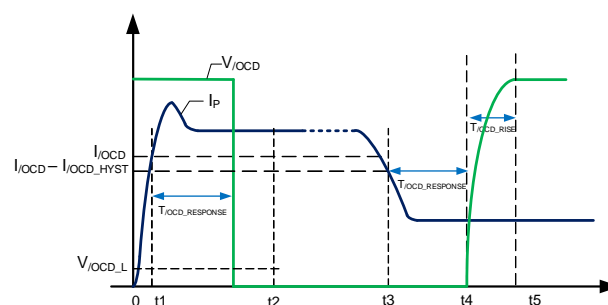 V/OCD
IP
I/OCD
I/OCD – I/OCD_HYST
T/OCD_RISE
T/OCD_RESPONSE
T/OCD_RESPONSE
V/OCD_L
0 t1 t2 t3 t4 t5